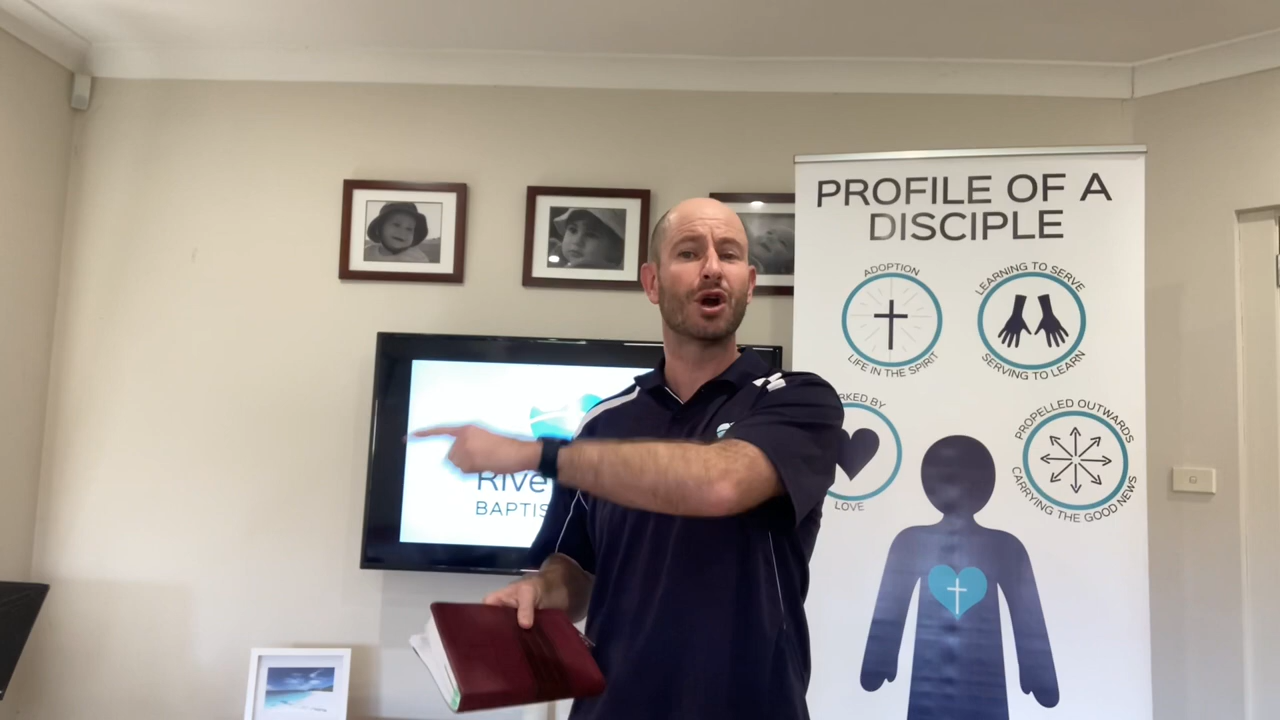 PROFILE OF A
DISCIPLE
ADOPTION
LIFE IN THE SPIRIT
LEARNING TO SERVE
SERVING TO LEARN
RKED BY
LOVE
PROPELLED OUTWARDS
CARRYING THE GOOD NEWS
Rive
BAPTIS